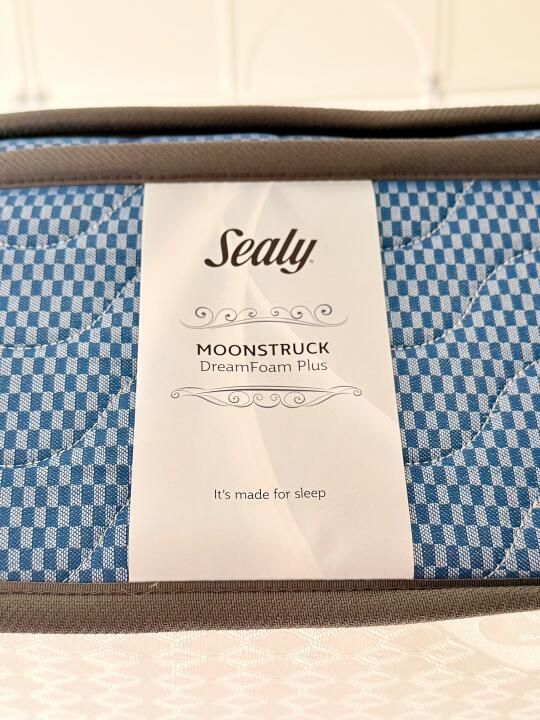 Sealy
MOONSTRUCK
DreamFoam Plus
It's made for sleep